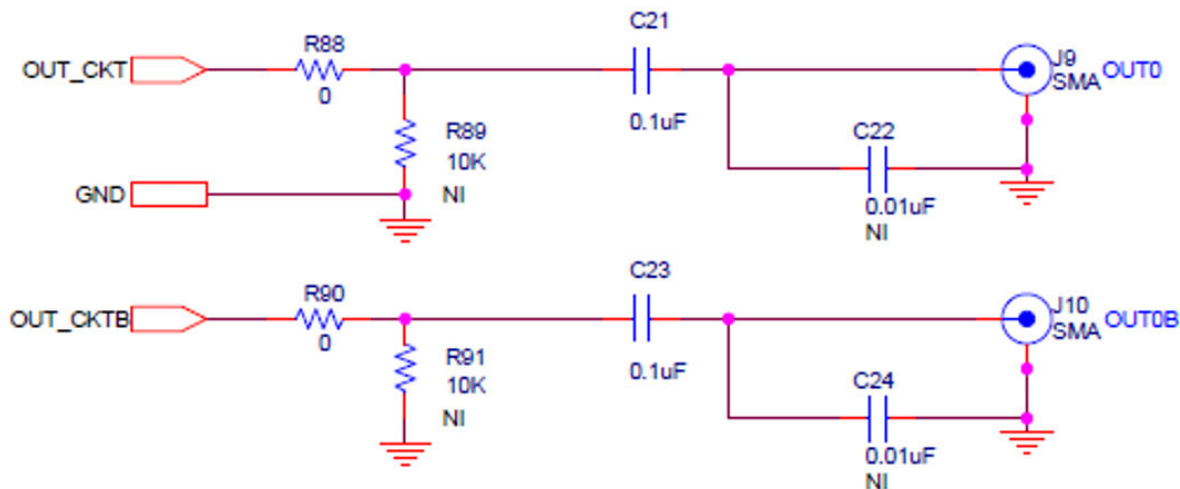 C21
R88
J9
OUT_CKT
SMA
OUT0
0
0.1uF
R89
C22
10K
GND
NI
0.01uF
NI
C23
R90
J10
OUT_CKTB
SMA
OUT0B
0
R91
0.1uF
C24
10K
NI
0.01uF
NI